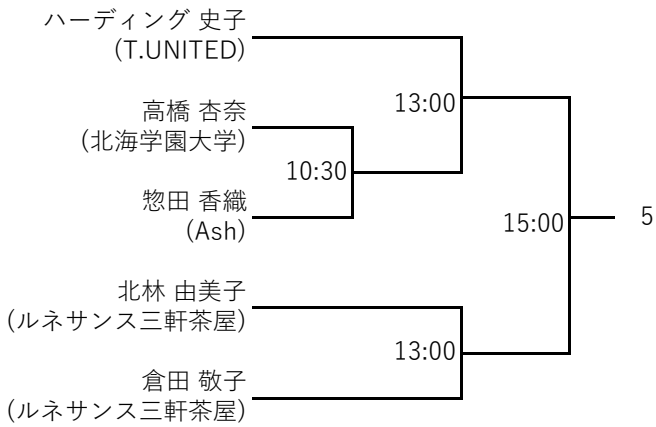 ハーディング 史子
(T.UNITED)
13:00
高橋 杏奈
(北海学園大学)
10:30
惣田 香織
(Ash)
15:00
5
北林 由美子
(ルネサンス三軒茶屋)
13:00
倉田 敬子
(ルネサンス三軒茶屋)